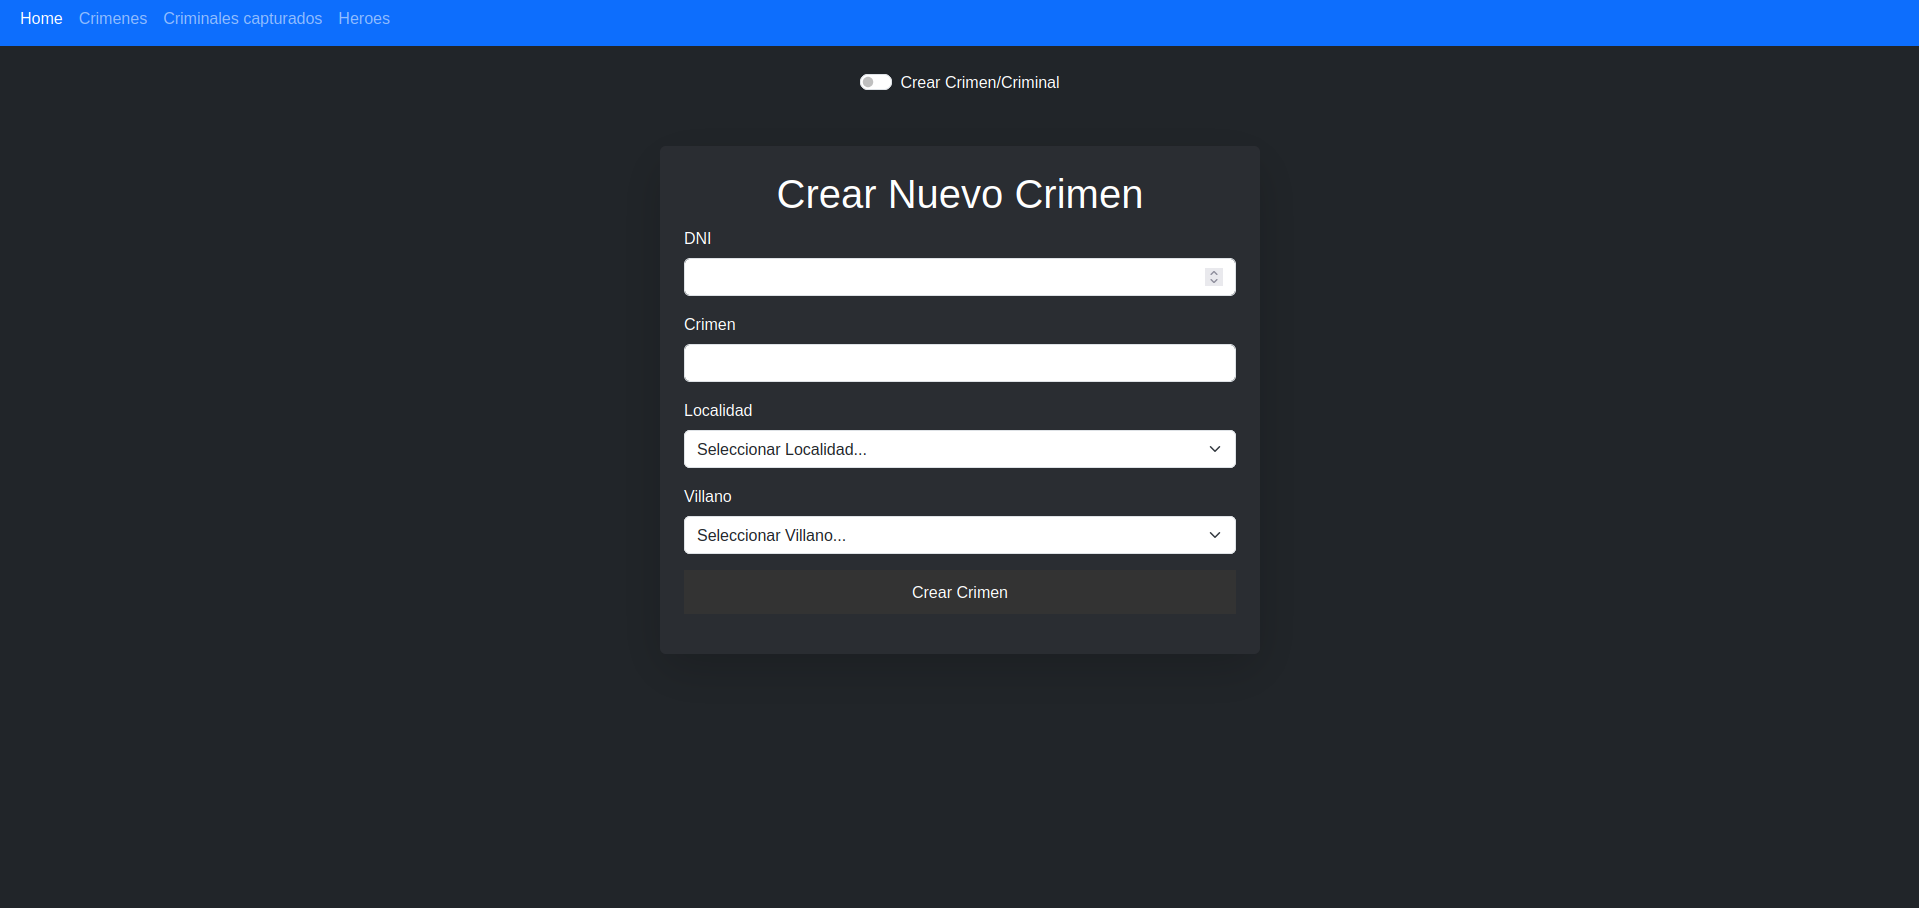 Home Crimenes Criminales capturados Heroes
Crear Crimen/Criminal
Crear Nuevo Crimen
DNI
Crimen
Localidad
Seleccionar Localidad...
Villano
Seleccionar Villano...
Crear Crimen